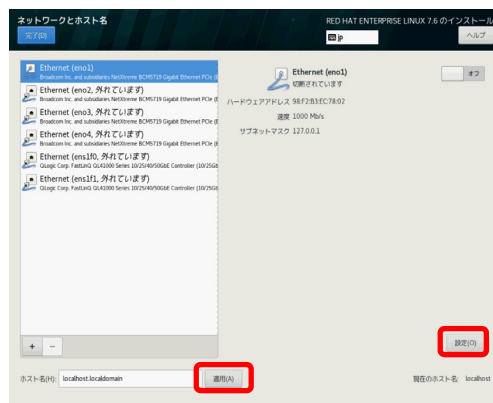 ネットワークとホスト名
RED HAT ENTERPRISE LINUX 7.6 のインストール
完了(D)
jp
ヘルプ
Ethernet (eno1)
Broadcom Inc. and subsidiaries NetXtreme BCM5719 Gigabit Ethernet PCIe (
Ethernet (eno2, 外れています)
Broadcom Inc. and subsidiaries NetXtreme BCM5719 Gigabit Ethernet PCIe (
Ethernet (eno3, 外れています)
Broadcom Inc. and subsidiaries NetXtreme BCM5719 Gigabit Ethernet PCIe (
Ethernet (eno4, 外れています)
Broadcom Inc. and subsidiaries NetXtreme BCM5719 Gigabit Ethernet PCIe (
Ethernet (ens1f0, 外れています)
QLogic Corp. FastLinQ QL41000 Series 10/25/40/50GbE Controller (10/25Gb
Ethernet (ens1f1, 外れています)
QLogic Corp. FastLinQ QL41000 Series 10/25/40/50GbE Controller (10/25Gb
Ethernet (eno1)
切断されています
オフ
ハードウェアアドレス 98:F2:B3:EC:78:02
速度 1000 Mb/s
サブネットマスク 127.0.0.1
+ −
設定(O)
ホスト名(H): localhost.localdomain
適用(A)
現在のホスト名: localhost